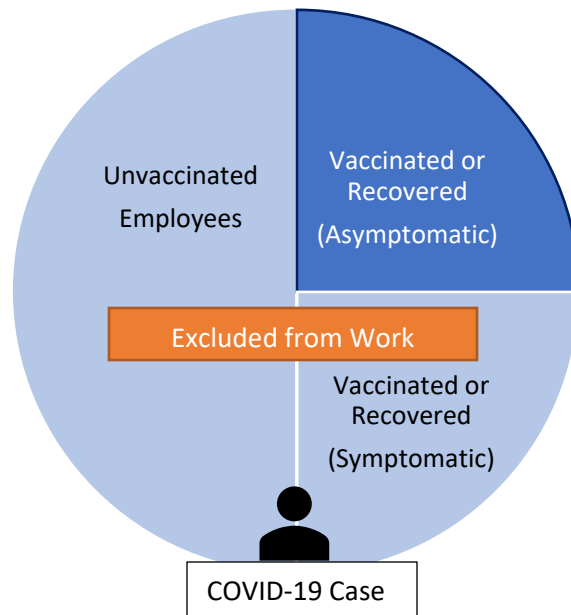 Unvaccinated
Employees
Vaccinated or
Recovered
(Asymptomatic)
Excluded from Work
Vaccinated or
Recovered
(Symptomatic)
COVID-19 Case